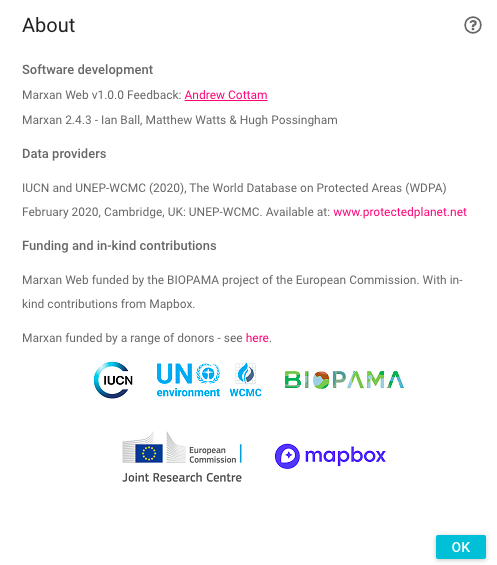 About
?
Software development
Marxan Web v1.0.0 Feedback: Andrew Cottam
Marxan 2.4.3 - Ian Ball, Matthew Watts & Hugh Possingham
Data providers
IUCN and UNEP-WCMC (2020), The World Database on Protected Areas (WDPA)
February 2020, Cambridge, UK: UNEP-WCMC. Available at: www.protectedplanet.net
Funding and in-kind contributions
Marxan Web funded by the BIOPAMA project of the European Commission. With in-
kind contributions from Mapbox.
Marxan funded by a range of donors - see here.
IUCN
UN
environment
WCMC
BIOPAMA
European
Commission
Joint Research Centre
mapbox
OK